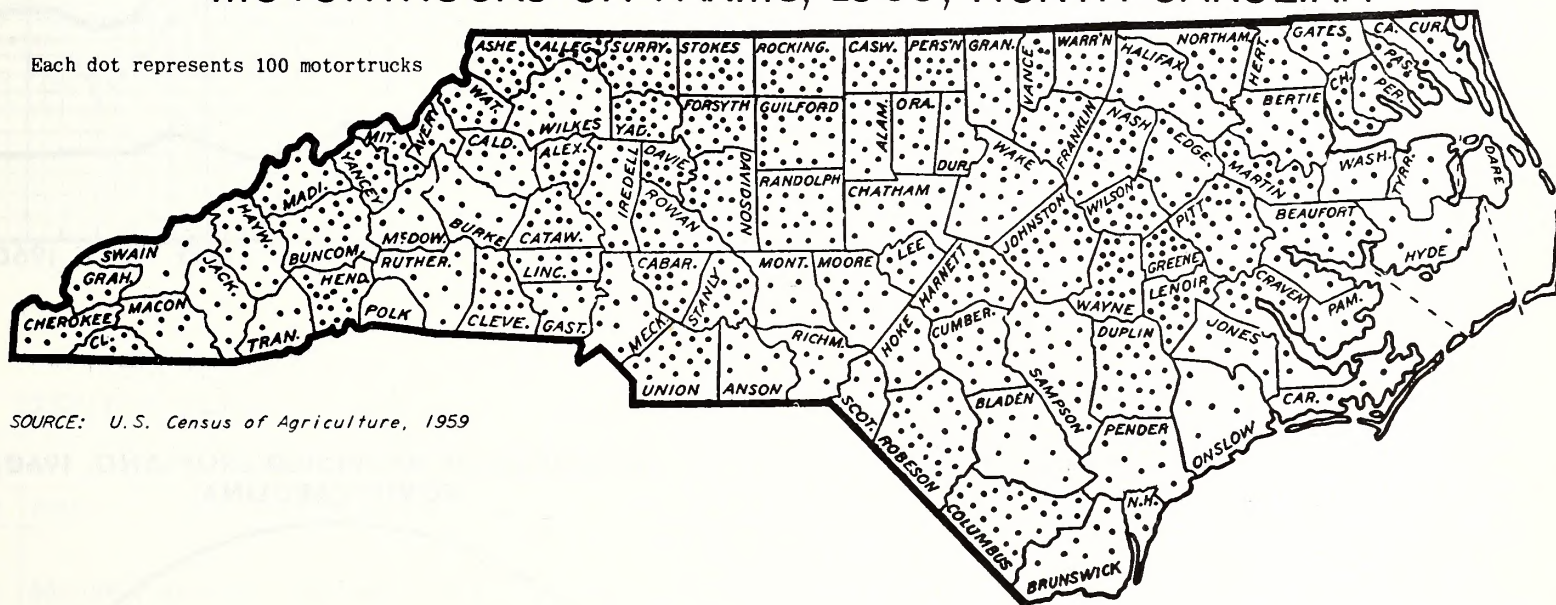 MOTORTRUCKS ON FARMS, NORTH CAROLINA
Each dot represents 100 motortrucks
ASHE ALLEG. SURRY STOKES ROCKING. CASW. PERS'N GRAN. VANCE WARR'N HALIFAX NORTHAM. HERT. GATES CA. CUR.
PAS. PER. CH.
WAT. WILKES YAD. FORSYTH GUILFORD ALAM. ORA. DUR. FRANKLIN NASH BERTIE
MIT. AVERY CALD. ALEX. IREDELL DAVIE DAVIDSON WAKE EDGE. MARTIN WASH. TYRR. DARE
MADI. YANCEY ROWAN RANDOLPH CHATHAM WILSON
HAYW. BUNCOM. McDOW. BURKE CATAW. JOHNSTON PITT BEAUFORT
SWAIN GRAH. JACK. HEND. RUTHER. LINC. CABAR. STANLY MONT. MOORE LEE HARNETT GREENE HYDE
CHEROKEE MACON CL. TRAN. POLK CLEVE. GAST. MECK. WAYNE LENOIR CRAVEN PAM.
UNION ANSON RICHM. HOKE CUMBER. SAMPSON DUPLIN JONES
SCOT. ROBESON BLADEN PENDER ONSLOW CAR.
COLUMBUS BRUNSWICK N.H.
SOURCE: U.S. Census of Agriculture, 1959